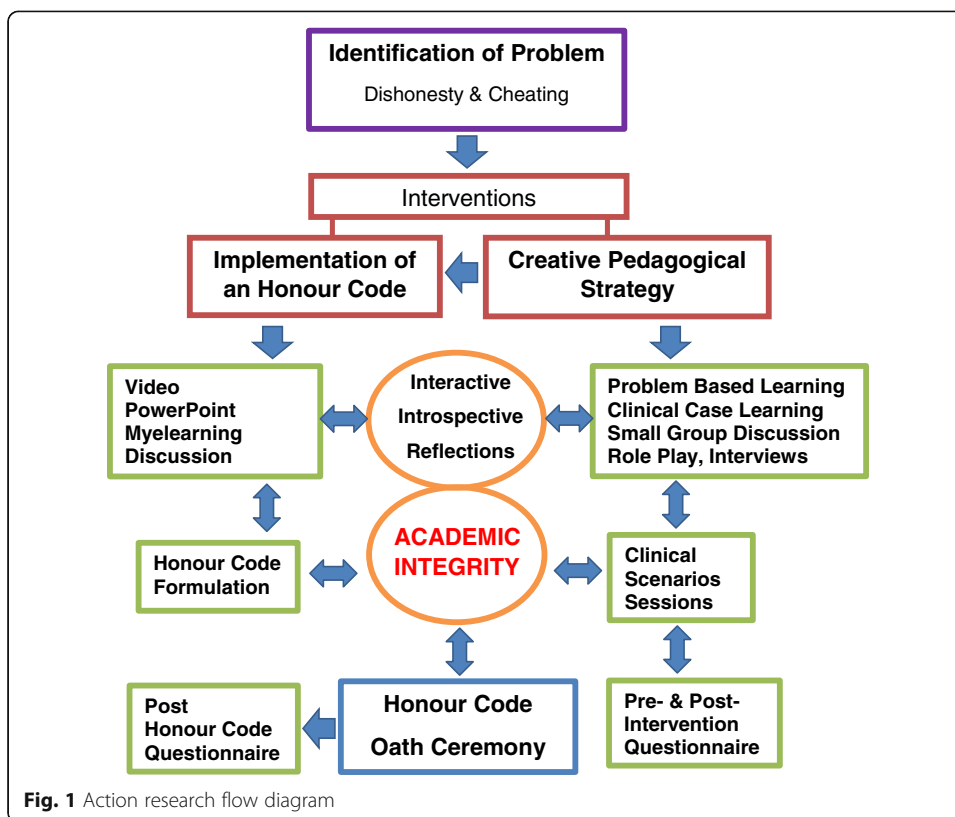 Identification of Problem
Dishonesty & Cheating
Interventions
Implementation of
an Honour Code
Creative Pedagogical
Strategy
Video
PowerPoint
Myelearning
Discussion
Interactive
Introspective
Reflections
Problem Based Learning
Clinical Case Learning
Small Group Discussion
Role Play, Interviews
Honour Code
Formulation
ACADEMIC
INTEGRITY
Clinical
Scenarios
Sessions
Post
Honour Code
Questionnaire
Honour Code
Oath Ceremony
Pre- & Post-
Intervention
Questionnaire
Fig. 1 Action research flow diagram